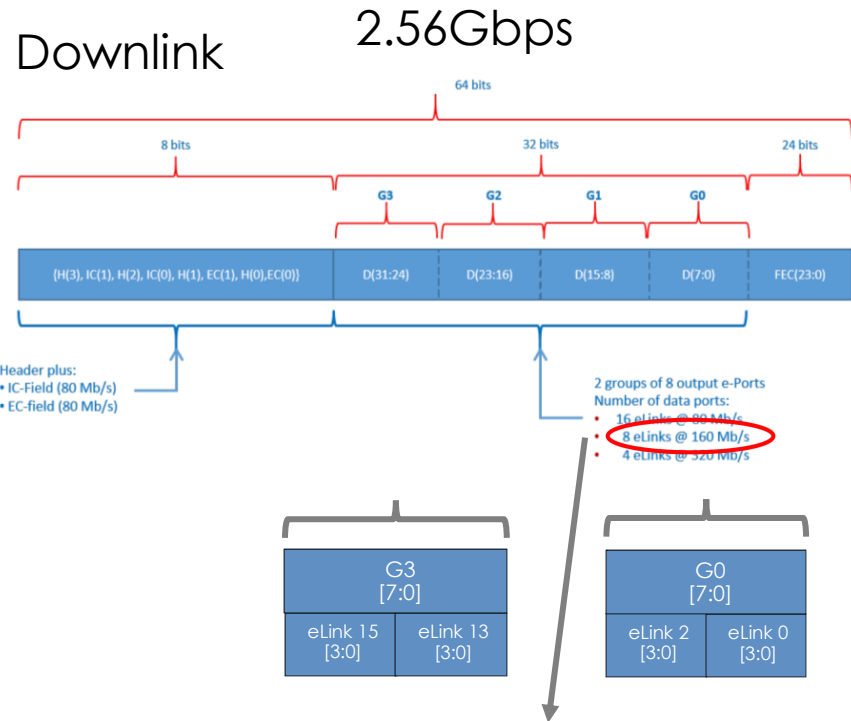 Downlink
2.56Gbps
64 bits
8 bits
32 bits
24 bits
G3
G2
G1
G0
{H(3), IC(1), H(2), IC(0), H(1), EC(1), H(0),EC(0)}
D(31:24)
D(23:16)
D(15:8)
D(7:0)
FEC(23:0)
Header plus:
• IC-Field (80 Mb/s)
• EC-field (80 Mb/s)
2 groups of 8 output e-Ports
Number of data ports:
• 16 eLinks @ 80 Mb/s
• 8 eLinks @ 160 Mb/s
• 4 eLinks @ 320 Mb/s
G3
[7:0]
eLink 15
[3:0]
eLink 13
[3:0]
G0
[7:0]
eLink 2
[3:0]
eLink 0
[3:0]